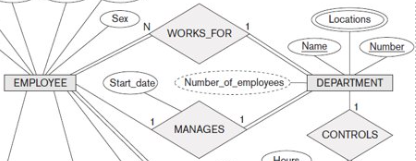 Sex
N
WORKS_FOR
1
Locations
Name
Number
EMPLOYEE
Start_date
Number_of_employees
DEPARTMENT
1
MANAGES
1
1
CONTROLS
Hours